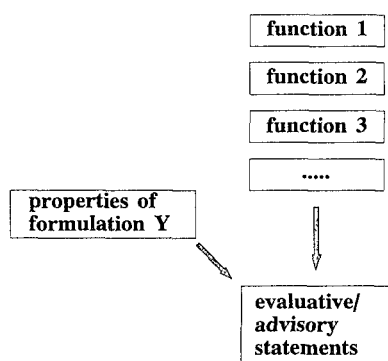 function 1
function 2
function 3
.....
properties of
formulation Y
evaluative/
advisory
statements